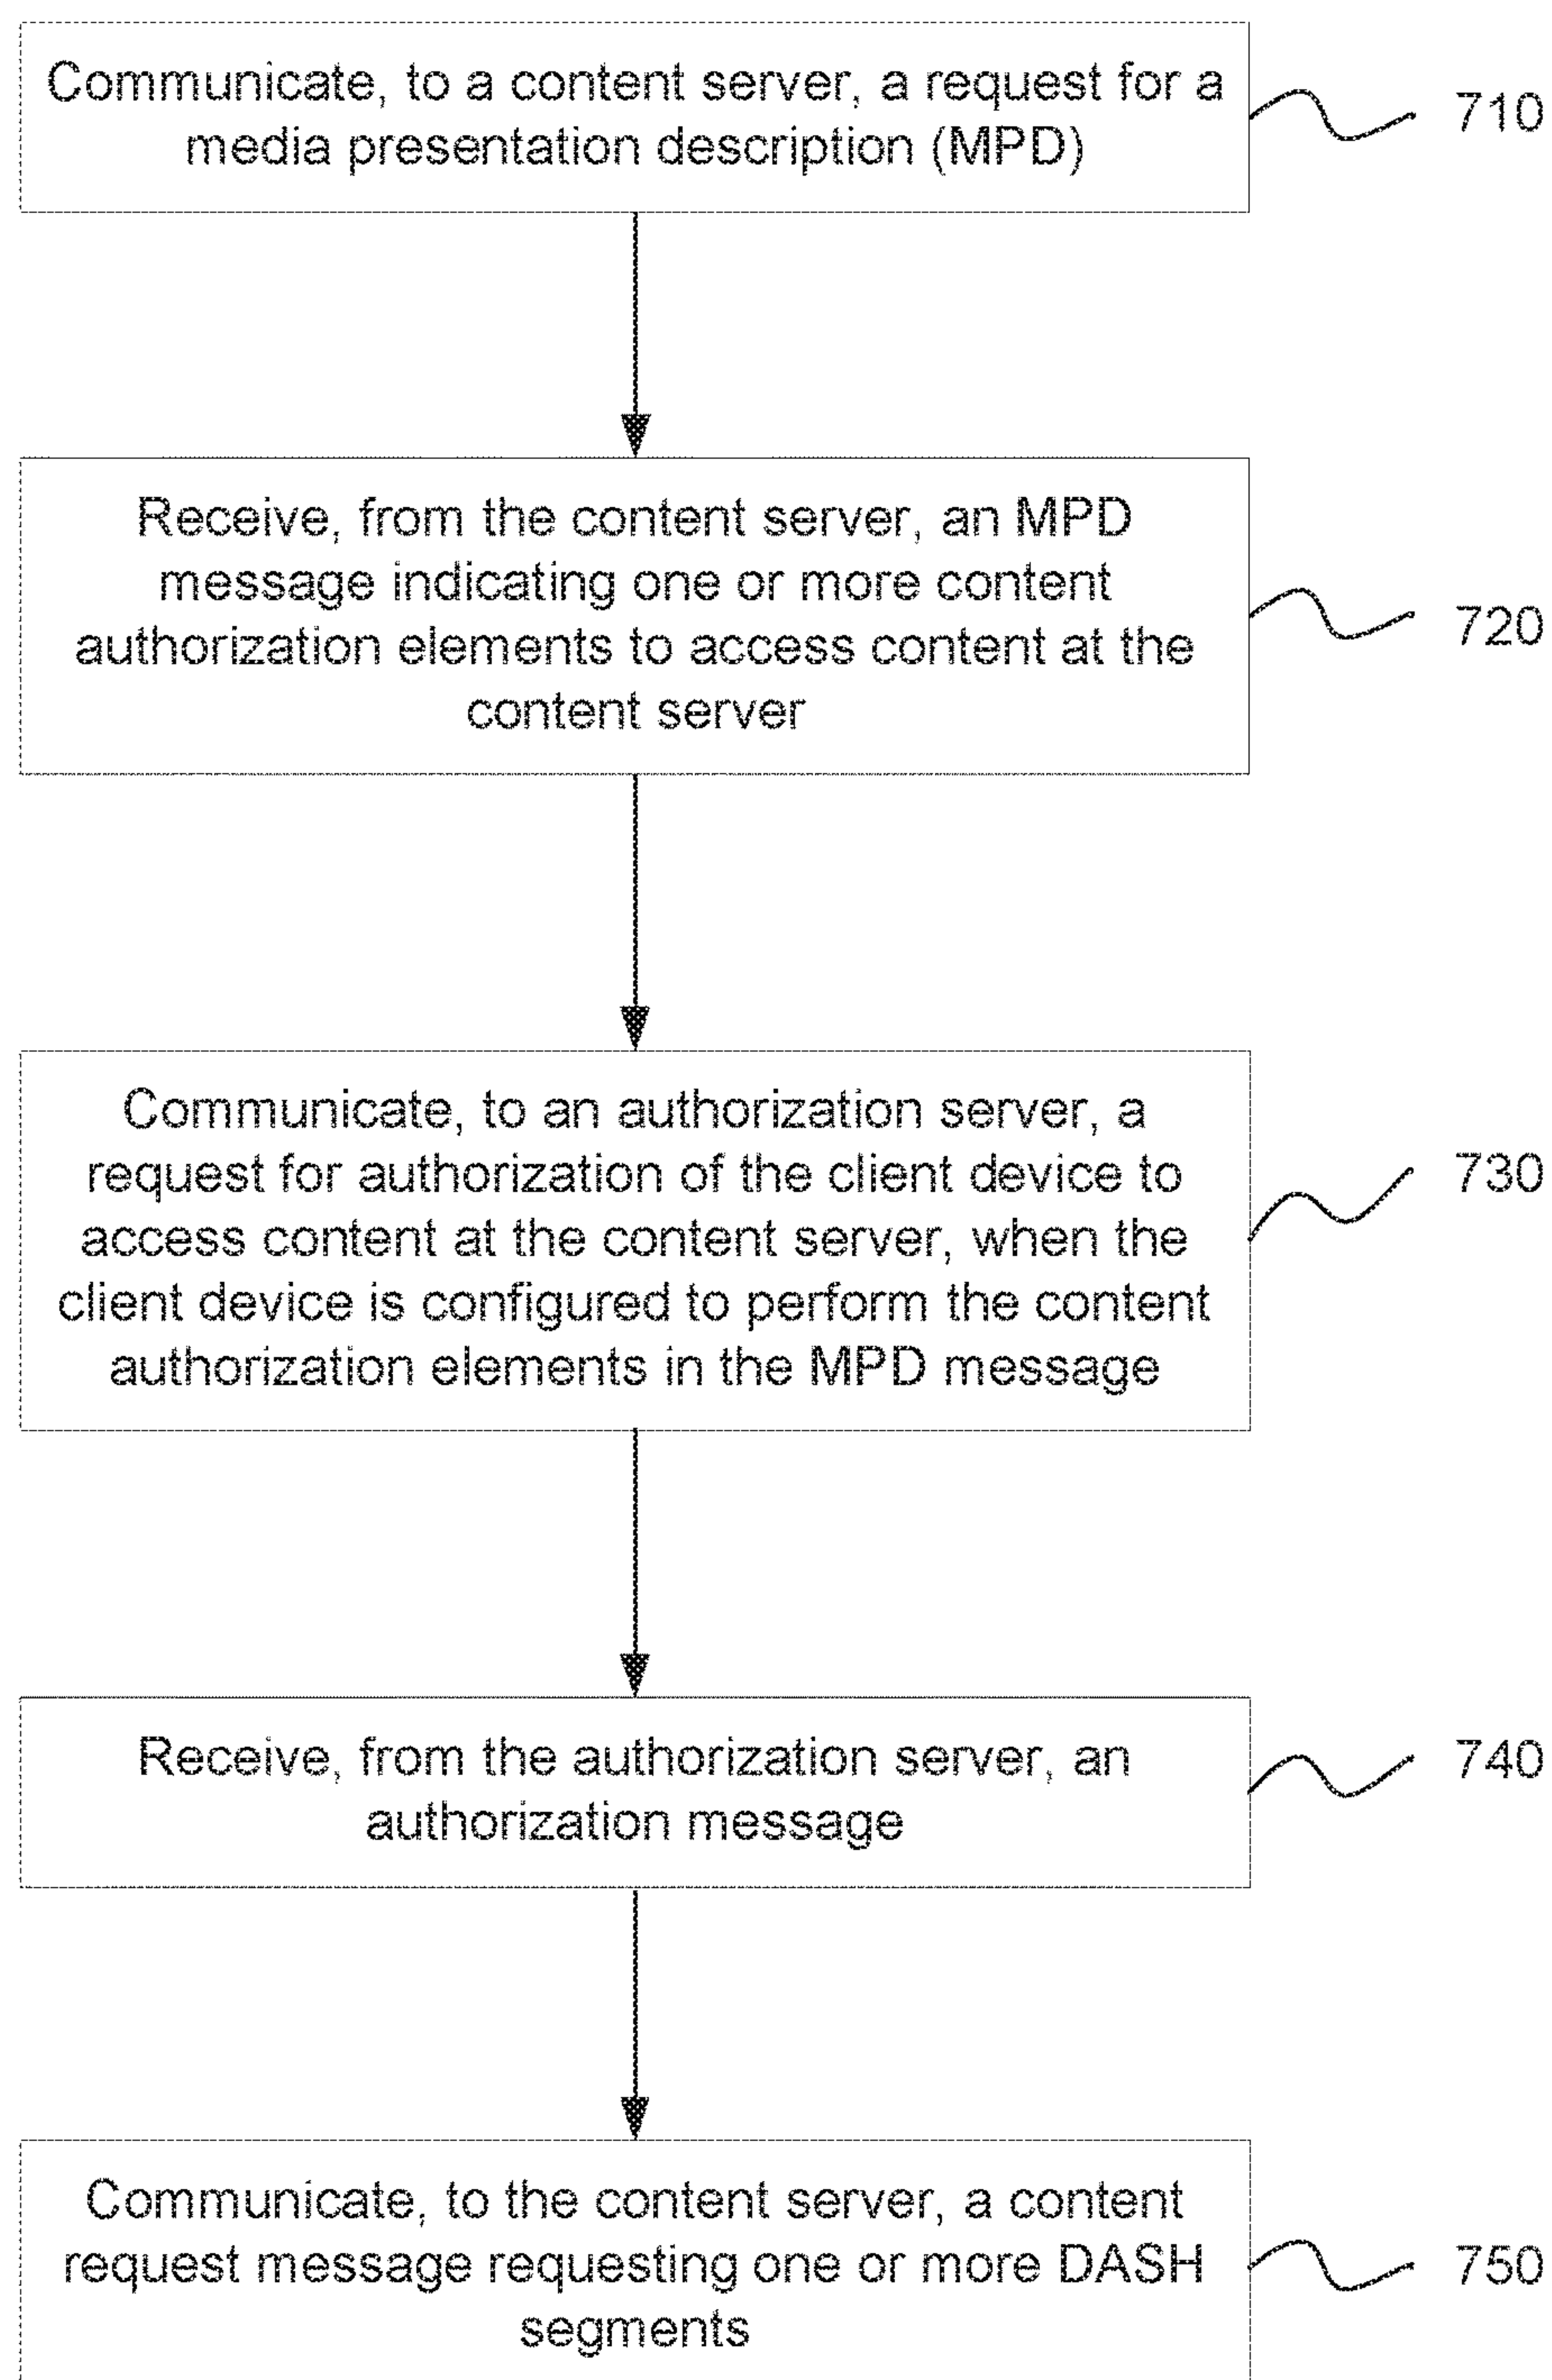 Communicate, to a content server, a request for a
media presentation description (MPD)
710
Receive, from the content server, an MPD
message indicating one or more content
authorization elements to access content at the
content server
720
Communicate, to an authorization server, a
request for authorization of the client device to
access content at the content server, when the
client device is configured to perform the content
authorization elements in the MPD message
730
Receive, from the authorization server, an
authorization message
740
Communicate, to the content server, a content
request message requesting one or more DASH
segments
750